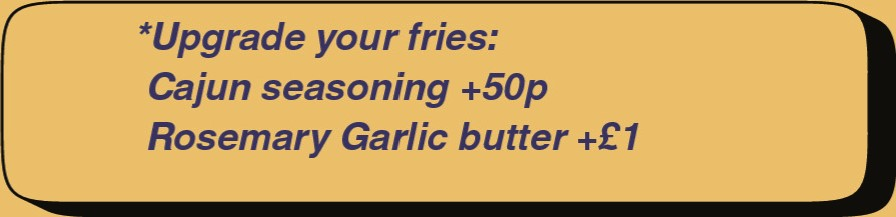 *Upgrade your fries:
Cajun seasoning +50p
Rosemary Garlic butter +£1